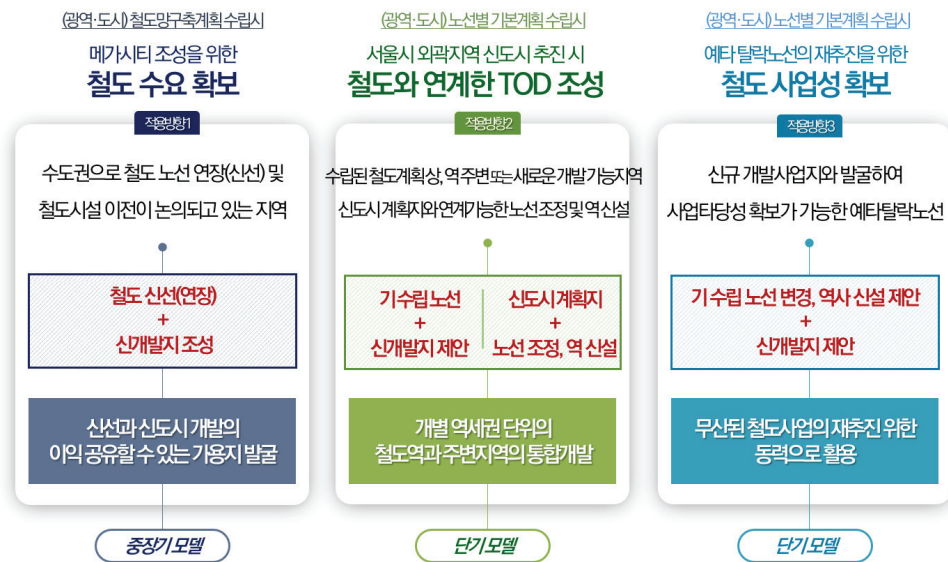 (광역·도시) 철도망구축계획 수립시
메가시티 조성을 위한
철도 수요 확보
적용방향1
수도권으로 철도 노선 연장(신선) 및
철도시설 이전이 논의되고 있는 지역
철도 신선(연장)
+
신개발지 조성
신선과 신도시 개발의
이익 공유할 수 있는 가용지 발굴
중장기 모델
(광역·도시) 노선별 기본계획 수립시
서울시 외곽지역 신도시 추진 시
철도와 연계한 TOD 조성
적용방향2
수립된 철도계획 상, 역 주변 또는 새로운 개발 가능지역
신도시 계획지와 연계가능한 노선 조정 및 역 신설
기 수립 노선
+
신개발지 제안
신도시 계획지
+
노선 조정, 역 신설
개별 역세권 단위의
철도역과 주변지역의 통합개발
단기 모델
(광역·도시) 노선별 기본계획 수립시
예타 탈락노선의 재추진을 위한
철도 사업성 확보
적용방향3
신규 개발사업지와 발굴하여
사업타당성 확보가 가능한 예타탈락노선
기 수립 노선 변경, 역사 신설 제안
+
신개발지 제안
무산된 철도사업의 재추진 위한
동력으로 활용
단기 모델